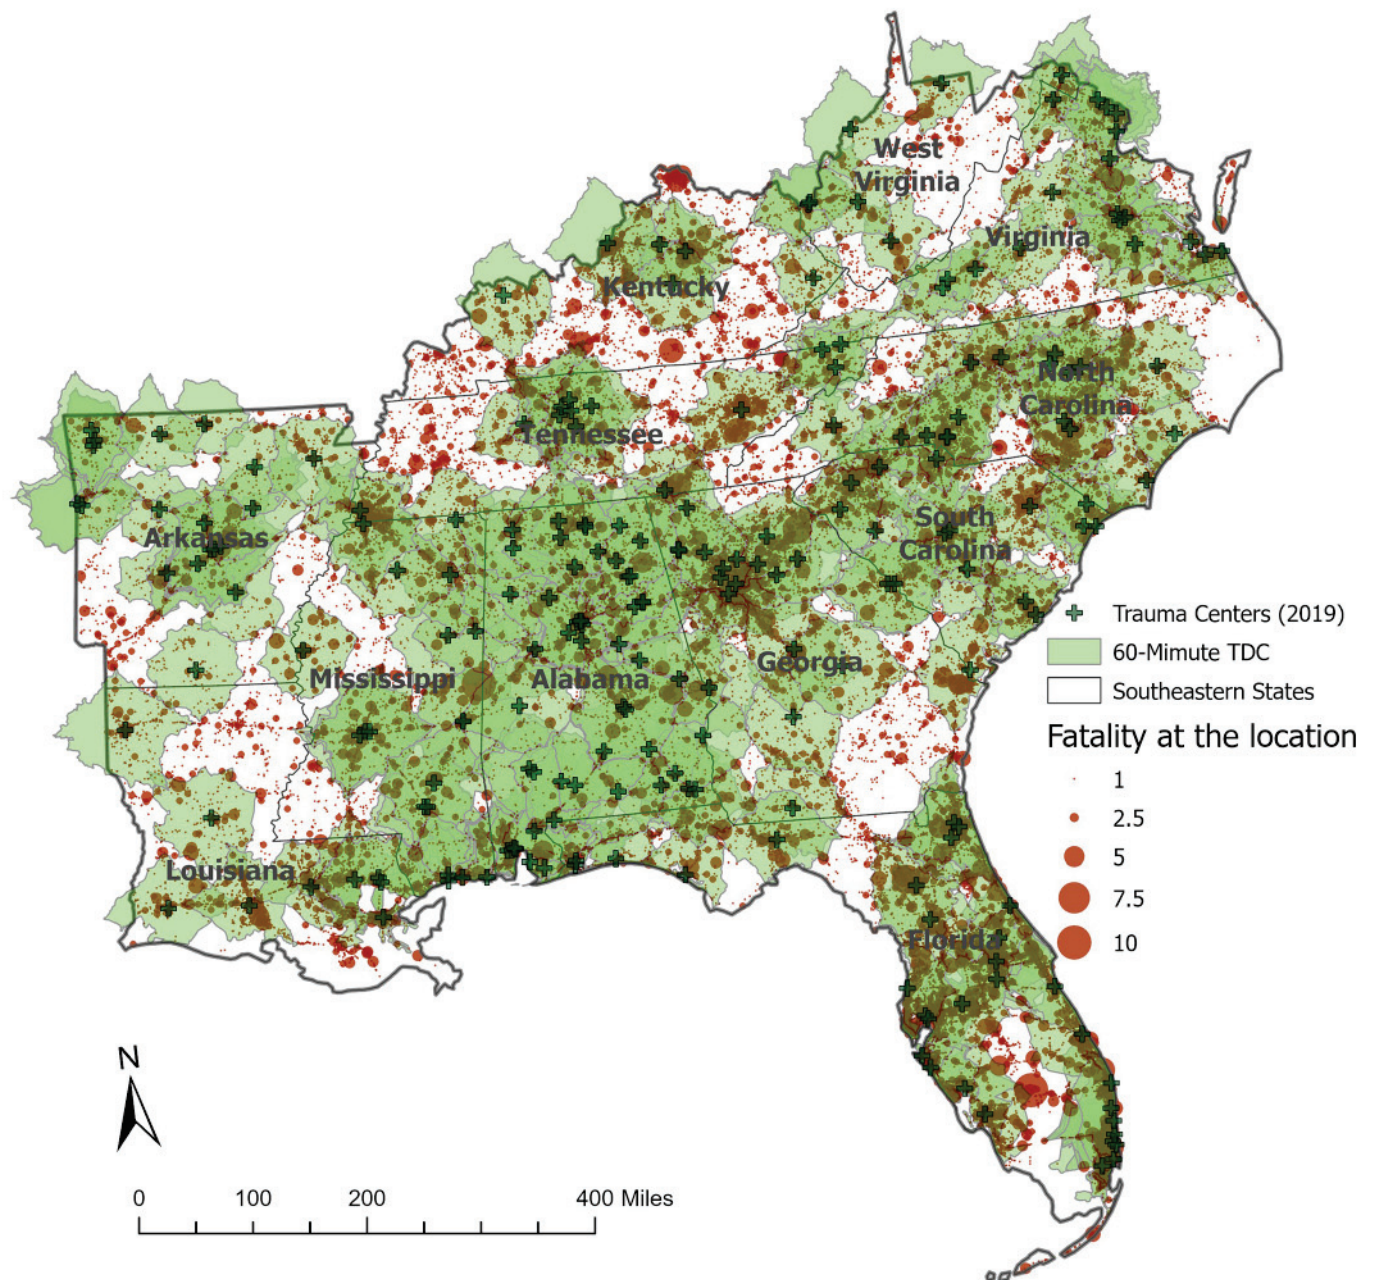 West
Virginia
Virginia
Kentucky
North
Carolina
Tennessee
South
Carolina
Arkansas
Mississippi
Alabama
Georgia
Louisiana
Florida
Trauma Centers (2019)
60-Mimute TDC
Southeastern States
Fatality at the location
1
2.5
5
7.5
10
N
0 100 200 400 Miles